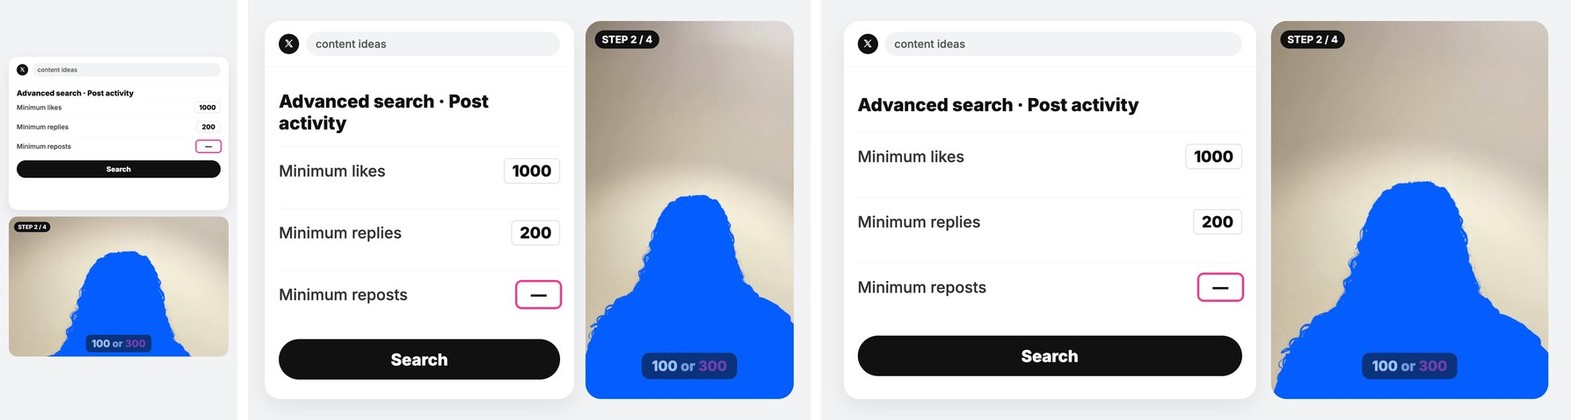 𝕏
content ideas
Advanced search · Post activity
Minimum likes
1000
Minimum replies
200
Minimum reposts
—
Search
STEP 2 / 4
100 or 300
𝕏
content ideas
Advanced search · Post
activity
Minimum likes
1000
Minimum replies
200
Minimum reposts
—
Search
STEP 2 / 4
100 or 300
𝕏
content ideas
Advanced search · Post activity
Minimum likes
1000
Minimum replies
200
Minimum reposts
—
Search
STEP 2 / 4
100 or 300